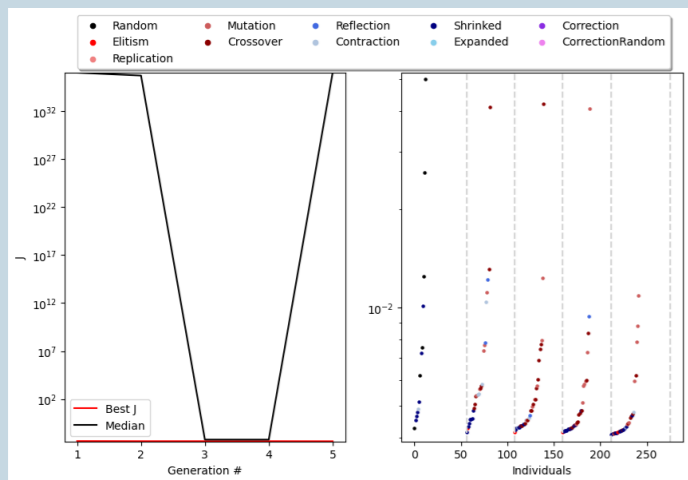 Random Mutation Reflection Shrinked Correction
Elitism Crossover Contraction Expanded CorrectionRandom
Replication
10^32
10^27
10^22
10^17
10^12
10^7
10^2
J
Best J
Median
1 2 3 4 5
Generation #
10^-2
0 50 100 150 200 250
Individuals